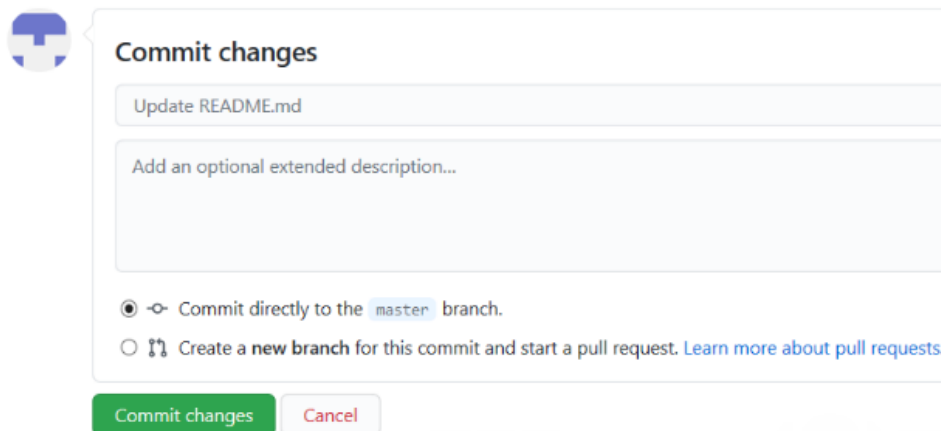 Commit changes
Update README.md
Add an optional extended description...
Commit directly to the master branch.
Create a new branch for this commit and start a pull request. Learn more about pull requests.
Commit changes
Cancel